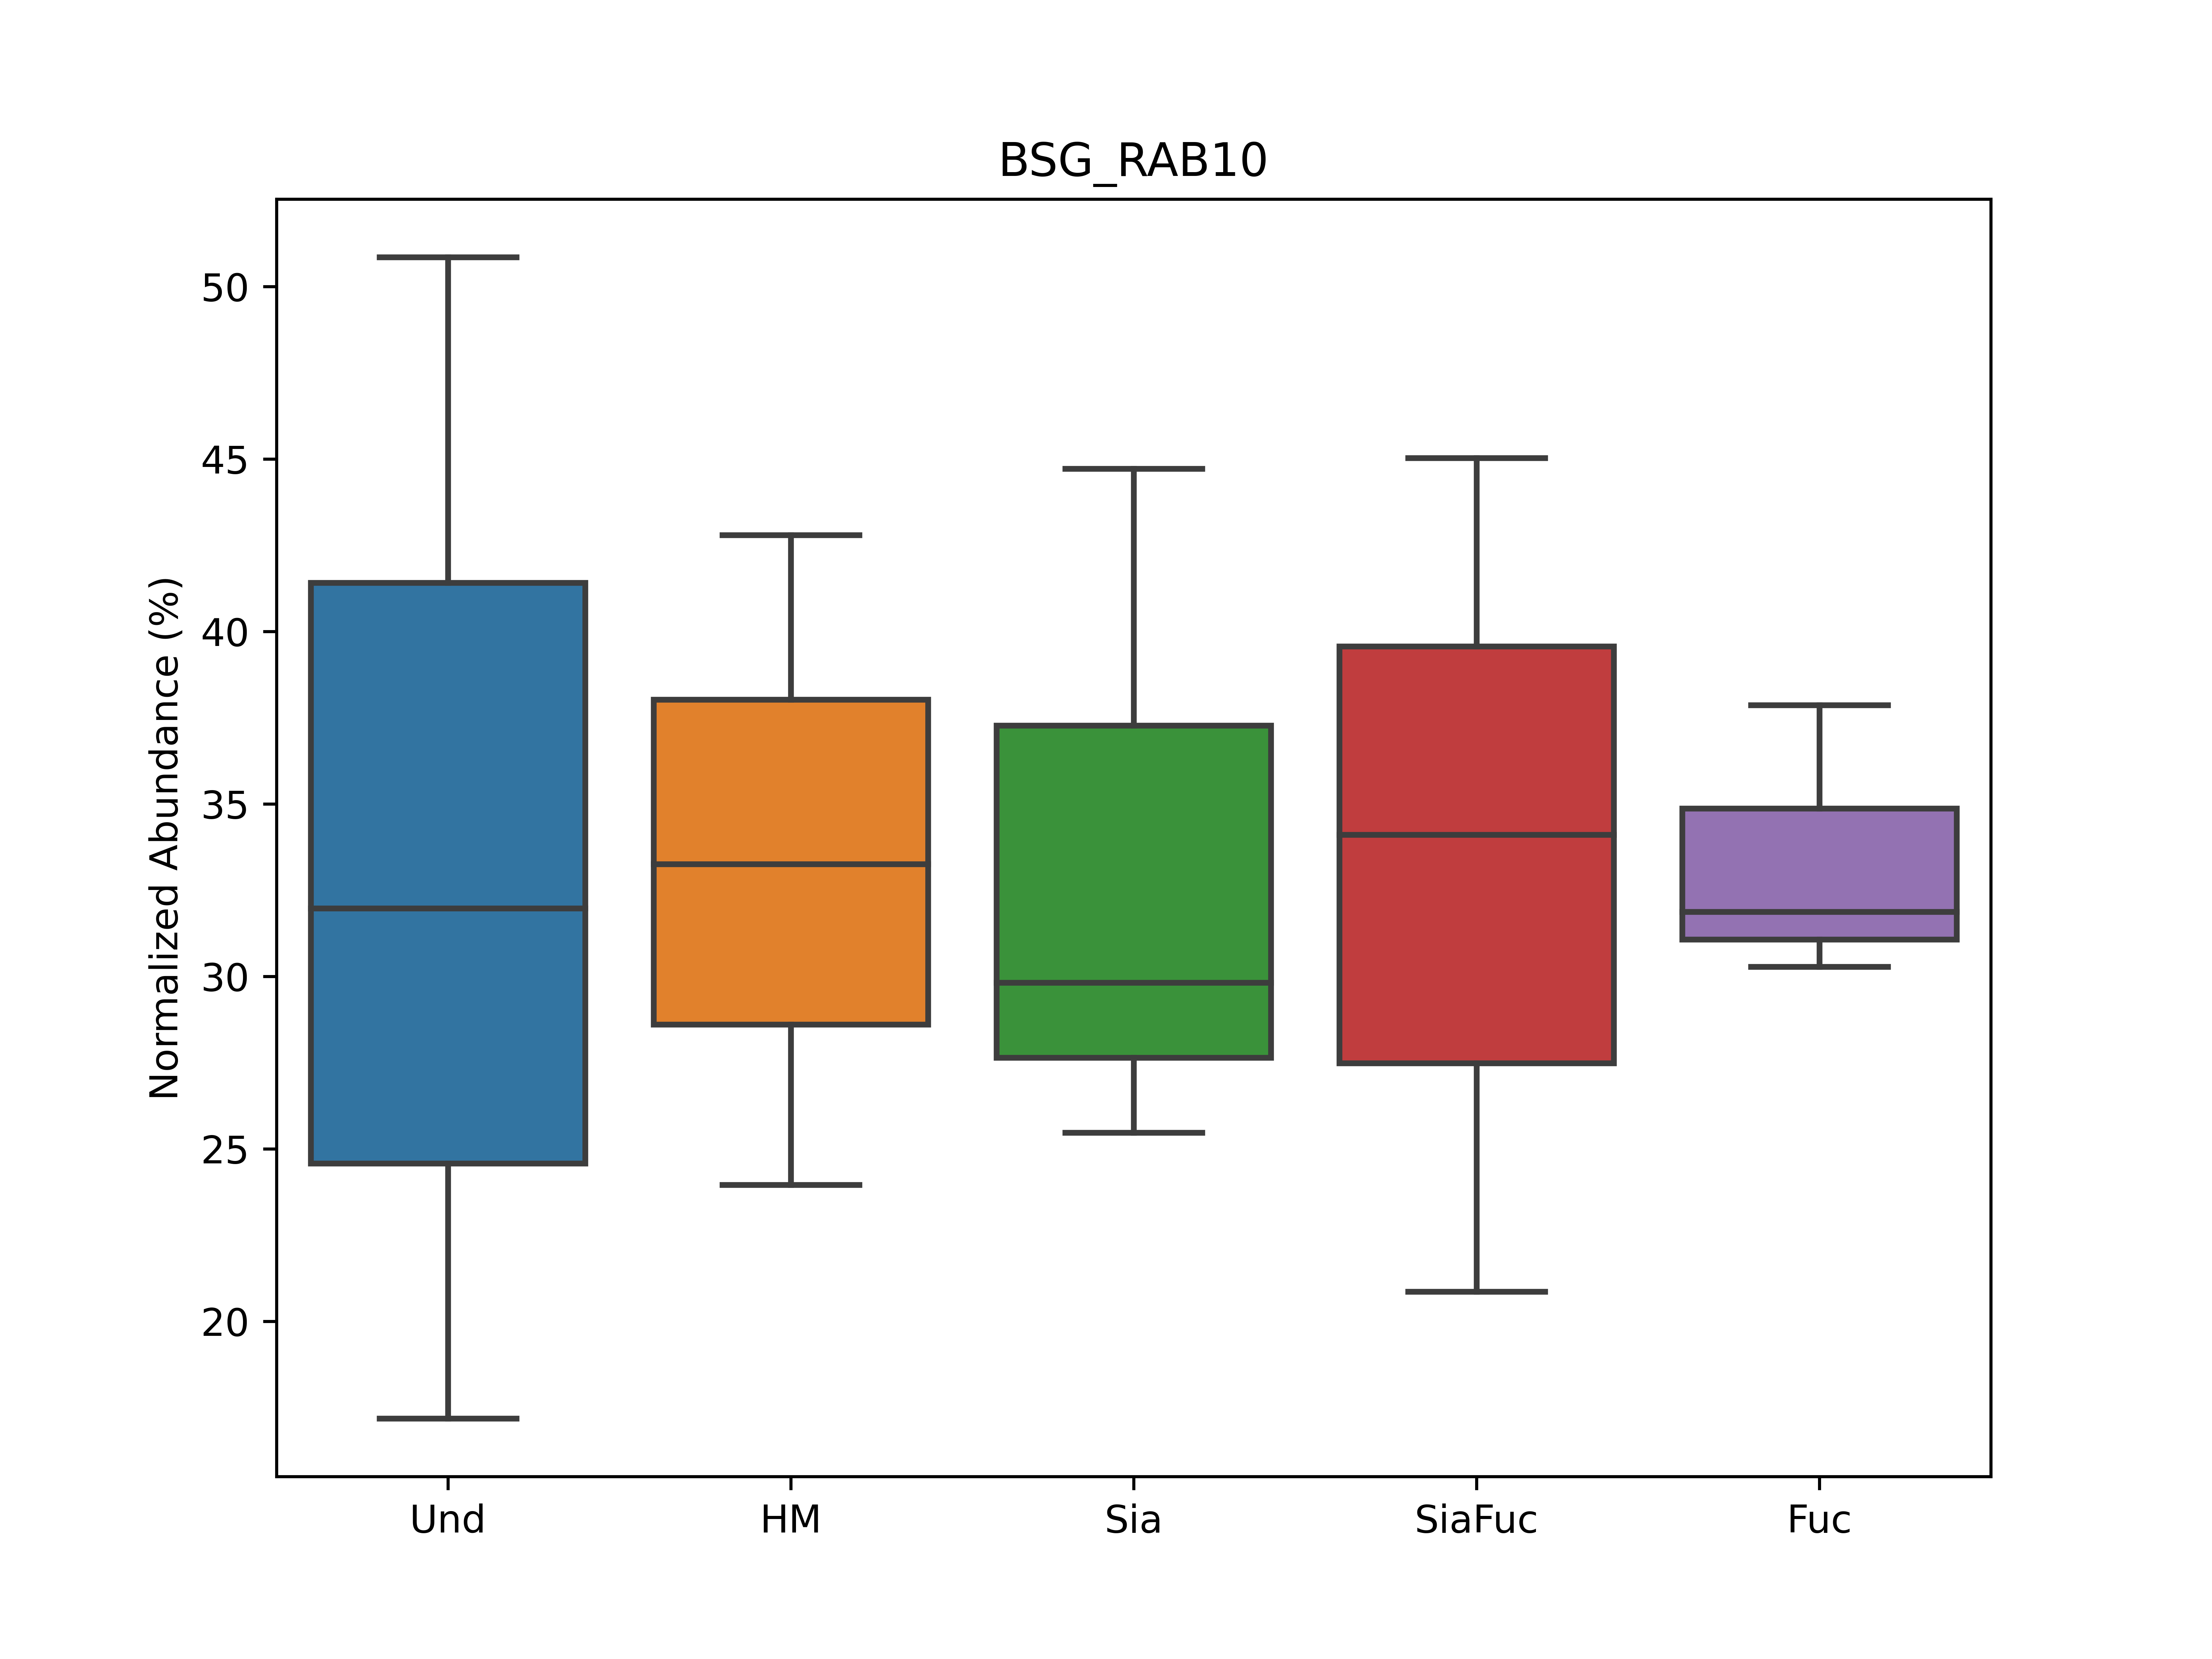 BSG_RAB10
Normalized Abundance (%)
50
45
40
35
30
25
20
Und
HM
Sia
SiaFuc
Fuc